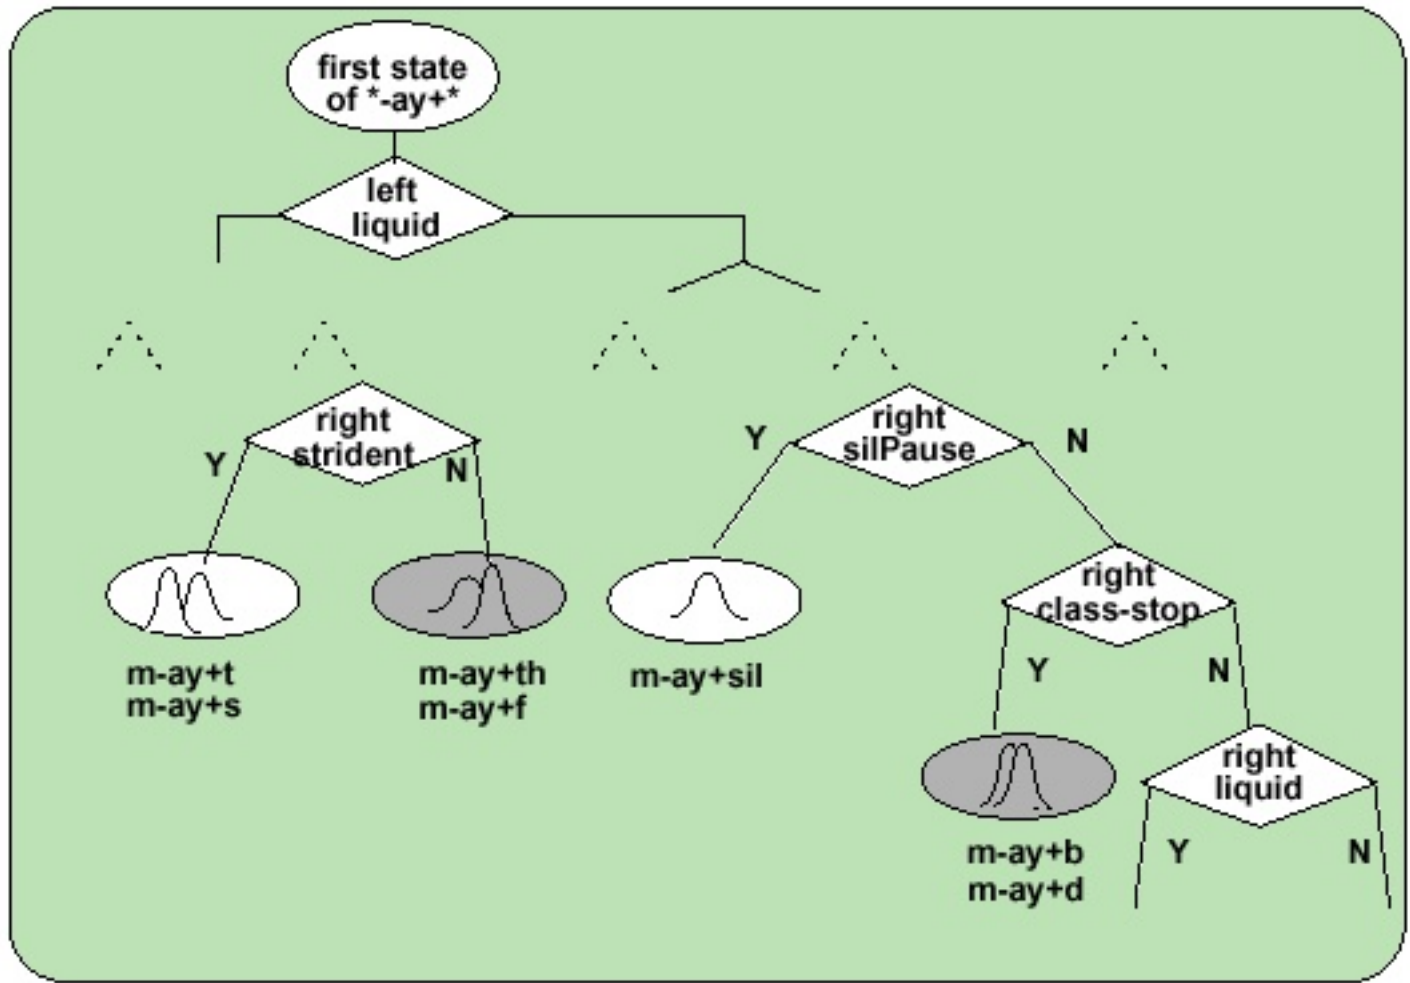 first state
of *-ay+*
left
liquid
right
strident
Y
N
right
silPause
Y
N
m-ay+t
m-ay+s
m-ay+th
m-ay+f
m-ay+sil
right
class-stop
Y
N
m-ay+b
m-ay+d
right
liquid
Y
N